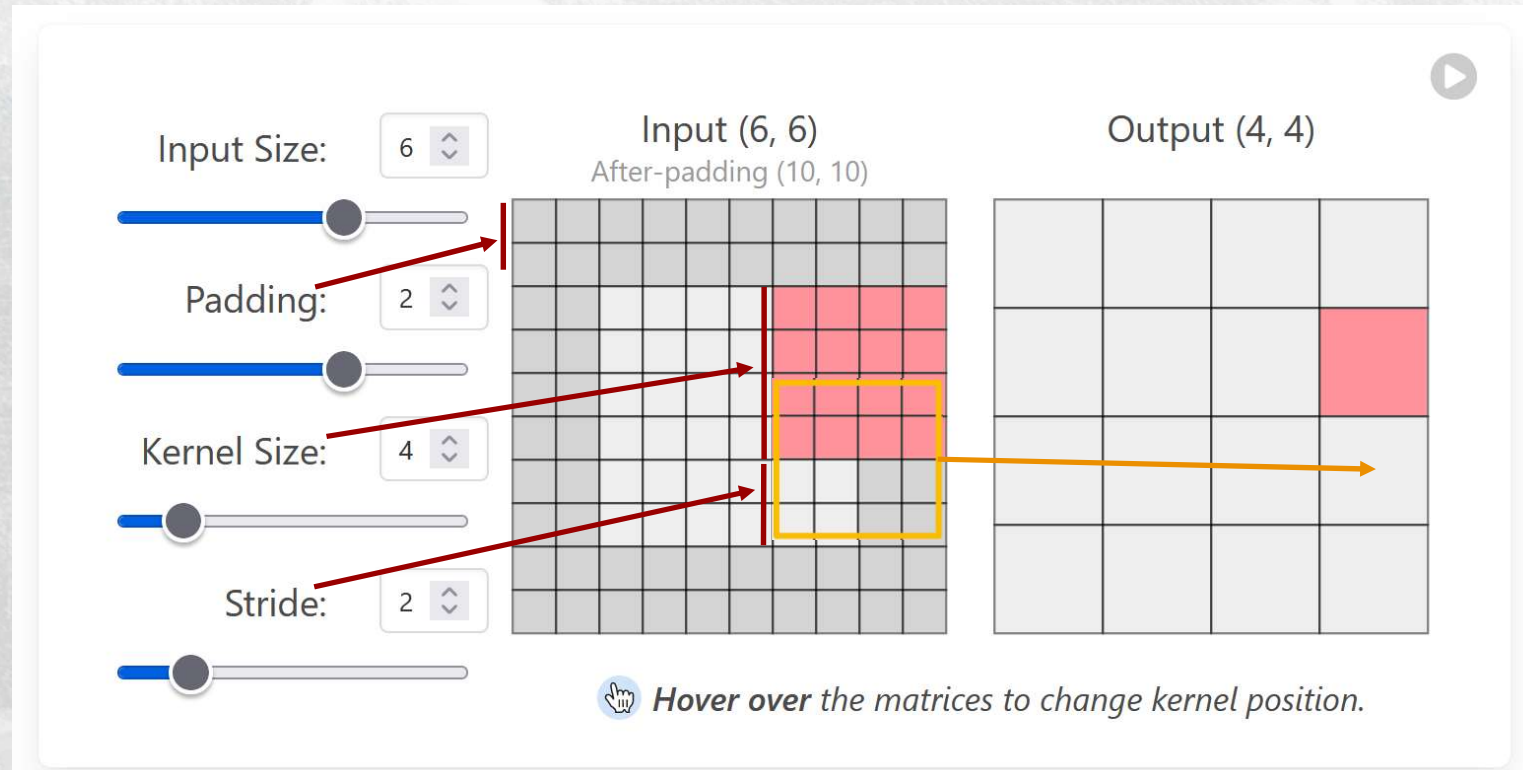 Input Size:
6
Padding:
2
Kernel Size:
4
Stride:
2
Input (6, 6)
After-padding (10, 10)
Output (4, 4)
Hover over the matrices to change kernel position.